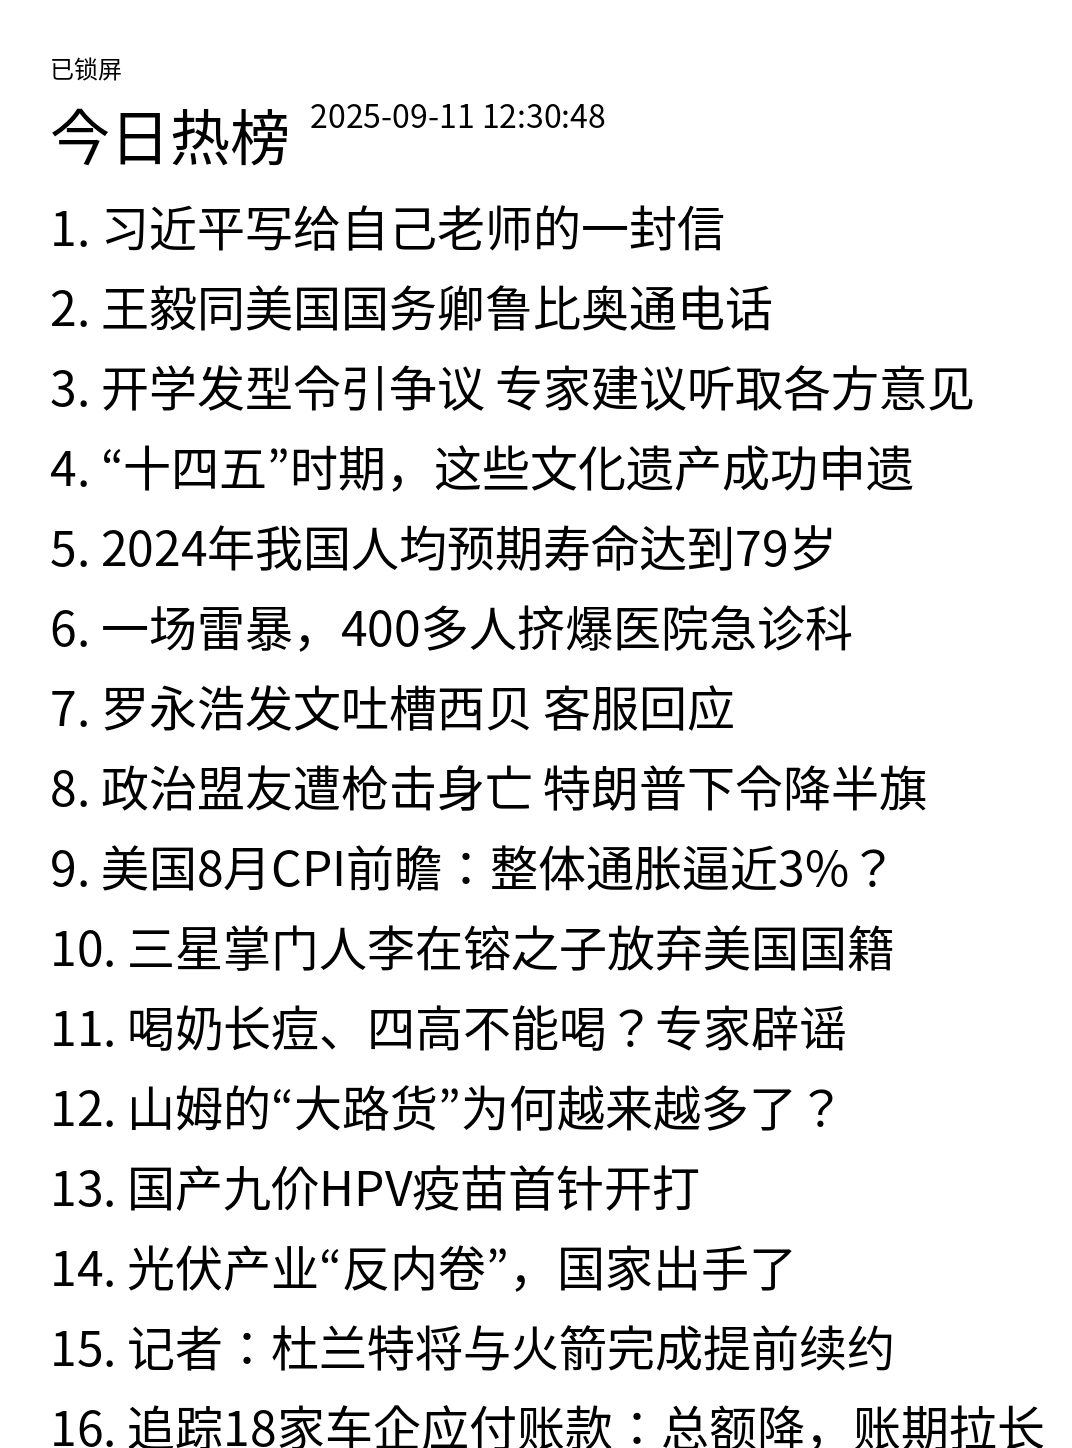 已锁屏
今日热榜 2025-09-11 12:30:48
1. 习近平写给自己老师的一封信
2. 王毅同美国国务卿鲁比奥通电话
3. 开学发型令引争议 专家建议听取各方意见
4. “十四五”时期，这些文化遗产成功申遗
5. 2024年我国人均预期寿命达到79岁
6. 一场雷暴，400多人挤爆医院急诊科
7. 罗永浩发文吐槽西贝 客服回应
8. 政治盟友遭枪击身亡 特朗普下令降半旗
9. 美国8月CPI前瞻：整体通胀逼近3%？
10. 三星掌门人李在镕之子放弃美国国籍
11. 喝奶长痘、四高不能喝？专家辟谣
12. 山姆的“大路货”为何越来越多了？
13. 国产九价HPV疫苗首针开打
14. 光伏产业“反内卷”，国家出手了
15. 记者：杜兰特将与火箭完成提前续约
16. 追踪18家车企应付账款：总额降，账期拉长